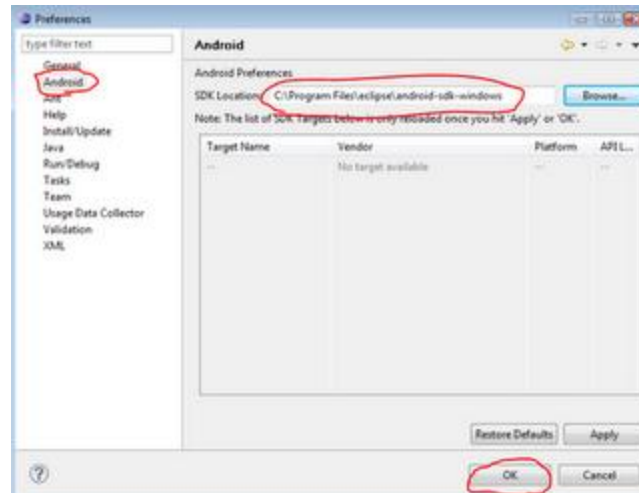 Preferences
type filter text
General
Android
Ant
Help
Install/Update
Java
Run/Debug
Tasks
Team
Usage Data Collector
Validation
XML
Android
Android Preferences
SDK Location: C:\Program Files\eclipse\android-sdk-windows Browse...
Note: The list of SDK Targets below is only reloaded once you hit 'Apply' or 'OK'.
Target Name Vendor Platform API L...
-- No target available -- --
Restore Defaults Apply
? OK Cancel